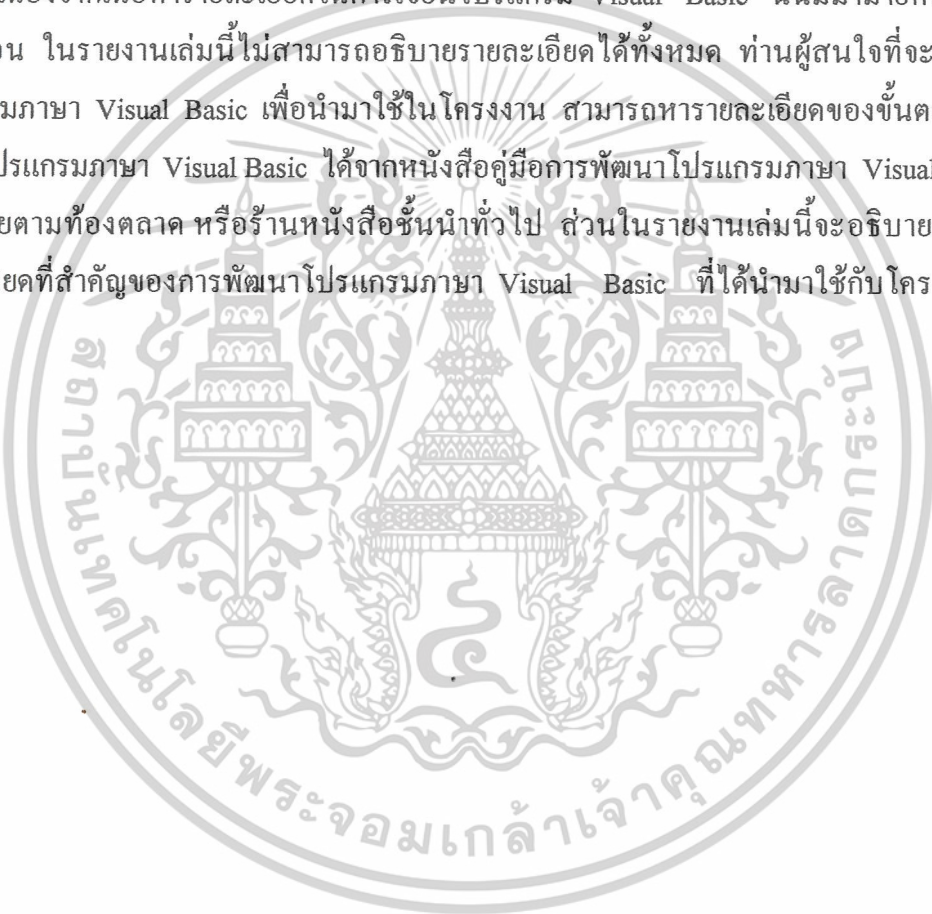 อน ในรายงานเล่มนี้ไม่สามารถอธิบายรายละเอียดได้ทั้งหมด ท่านผู้สนใจที่จะ
มภาษา Visual Basic เพื่อนำมาใช้ในโครงงาน สามารถหารายละเอียดของขั้นต
ปรแกรมภาษา Visual Basic ได้จากหนังสือคู่มือการพัฒนาโปรแกรมภาษา Visual
ยตามท้องตลาด หรือร้านหนังสือชั้นนำทั่วไป ส่วนในรายงานเล่มนี้จะอธิบาย
ยดที่สำคัญของการพัฒนาโปรแกรมภาษา Visual Basic ที่ได้นำมาใช้กับโคร
สถาบันเทคโนโลยีพระจอมเกล้าเจ้าคุณทหารลาดกระบัง